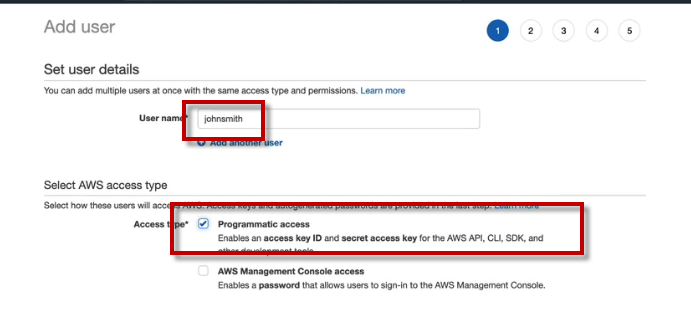 Add user
1 2 3 4 5
Set user details
You can add multiple users at once with the same access type and permissions. Learn more
User name* johnsmith
Add another user
Select AWS access type
Select how these users will access AWS. Access keys and autogenerated passwords are provided in the last step. Learn more
Access type* Programmatic access
Enables an access key ID and secret access key for the AWS API, CLI, SDK, and
other development tools.
AWS Management Console access
Enables a password that allows users to sign-in to the AWS Management Console.